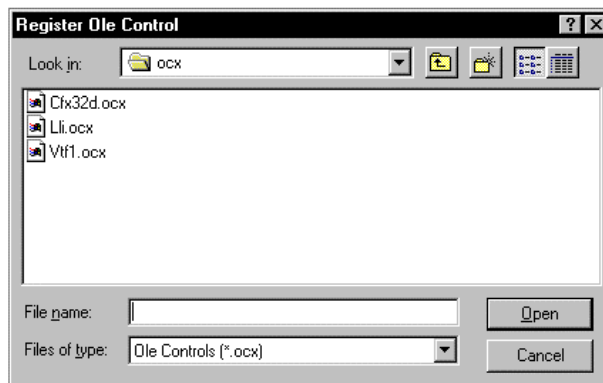 Register Ole Control
Look in: ocx
Cfx32d.ocx
Lli.ocx
Vtf1.ocx
File name: Open
Files of type: Ole Controls (*.ocx) Cancel